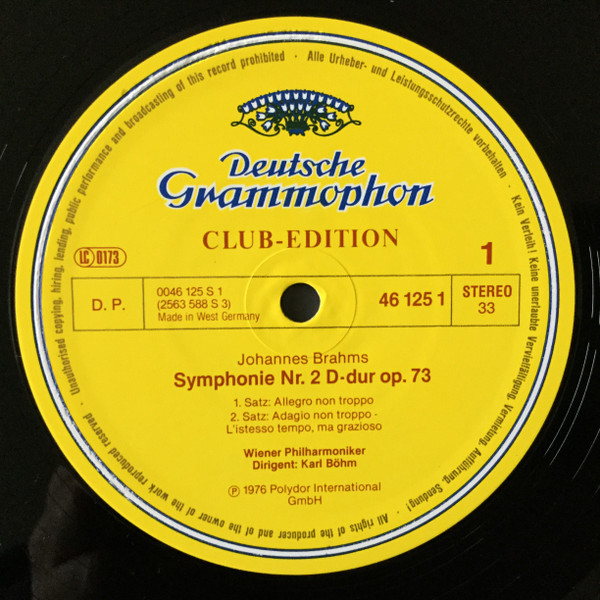 Deutsche
Grammophon
CLUB-EDITION
LC 0173
1
D. P.
0046 125 S 1
(2563 588 S 3)
Made in West Germany
46 125 1
STEREO
33
Johannes Brahms
Symphonie Nr. 2 D-dur op. 73
1. Satz: Allegro non troppo
2. Satz: Adagio non troppo -
L'istesso tempo, ma grazioso
Wiener Philharmoniker
Dirigent: Karl Böhm
℗ 1976 Polydor International
GmbH
Alle Urheber- und Leistungsschutzrechte vorbehalten · Kein Verleih! Keine unerlaubte Vervielfältigung, Vermietung, Aufführung, Sendung! · All rights of the producer and of the owner of the work reproduced reserved · Unauthorised copying, hiring, lending, public performance and broadcasting of this record prohibited ·